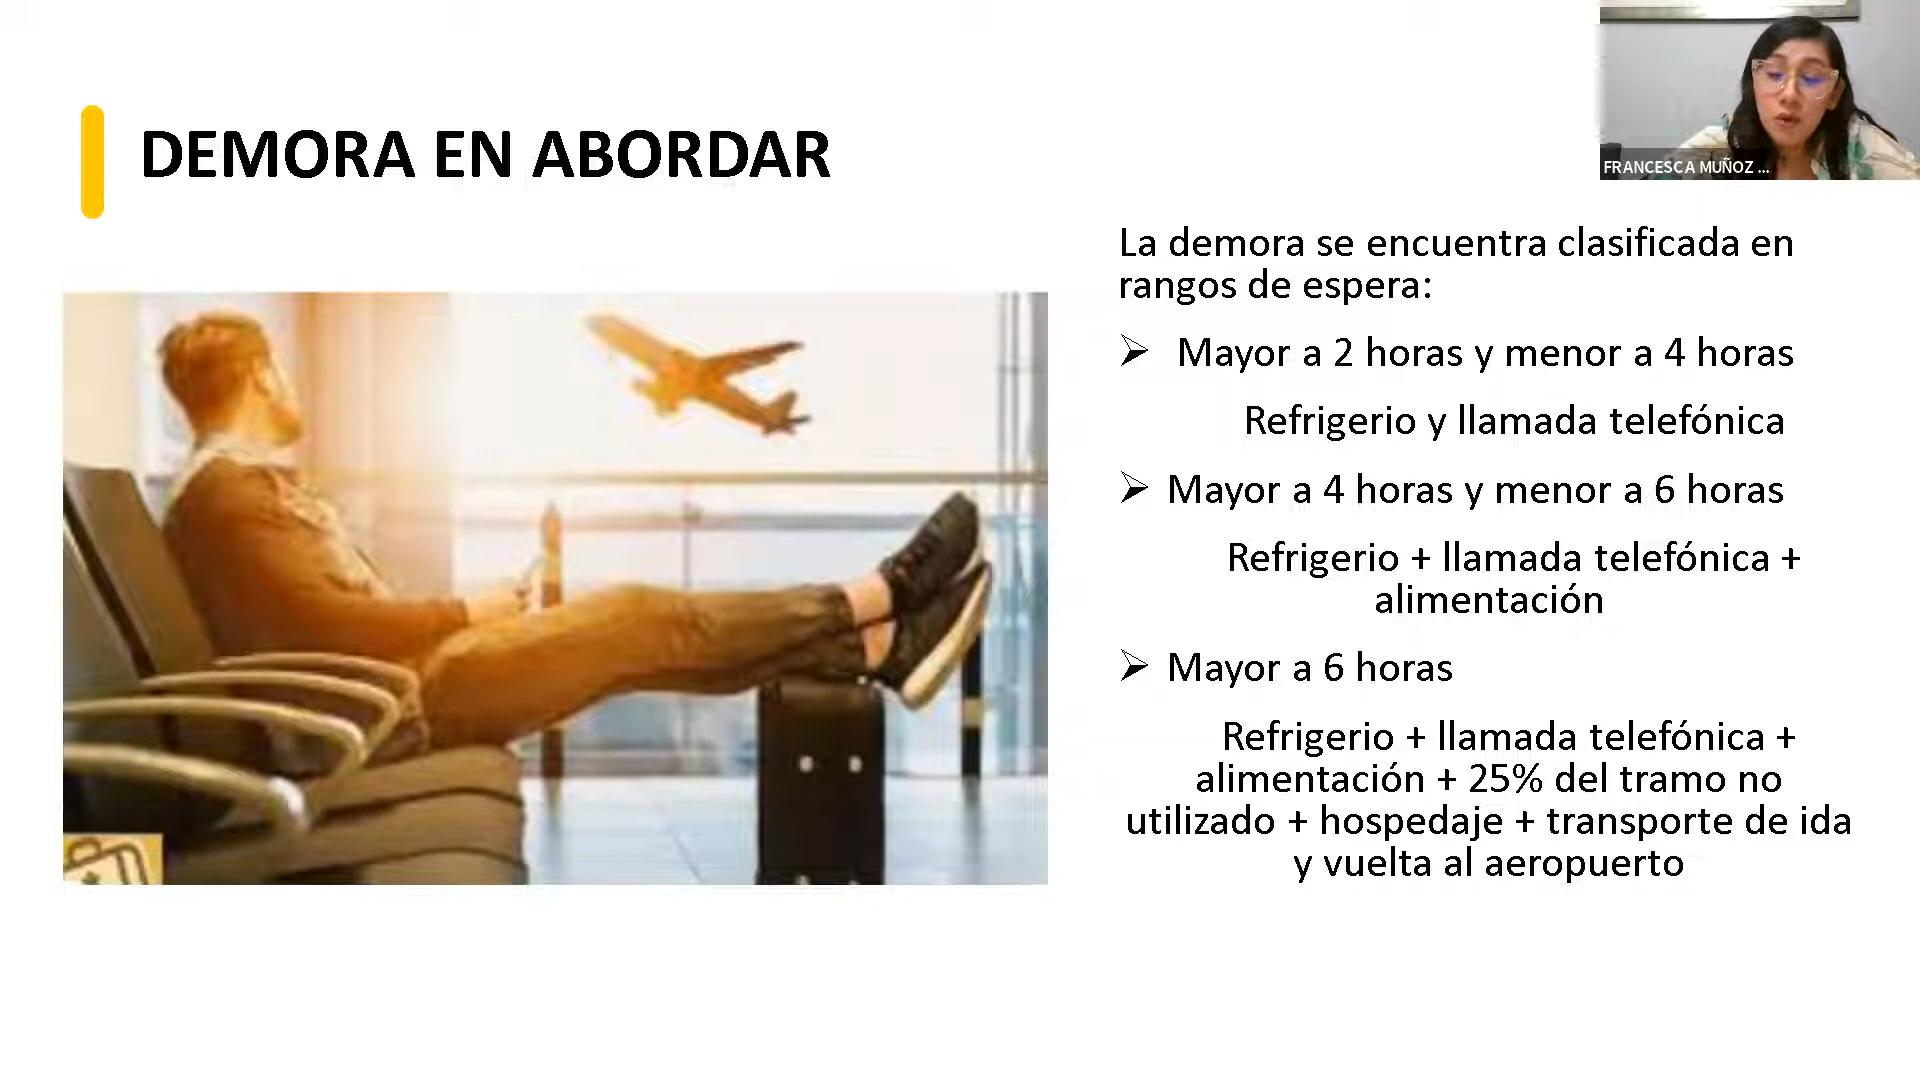 DEMORA EN ABORDAR
FRANCESCA MUÑOZ ...
La demora se encuentra clasificada en
rangos de espera:
➢ Mayor a 2 horas y menor a 4 horas
Refrigerio y llamada telefónica
➢ Mayor a 4 horas y menor a 6 horas
Refrigerio + llamada telefónica +
alimentación
➢ Mayor a 6 horas
Refrigerio + llamada telefónica +
alimentación + 25% del tramo no
utilizado + hospedaje + transporte de ida
y vuelta al aeropuerto